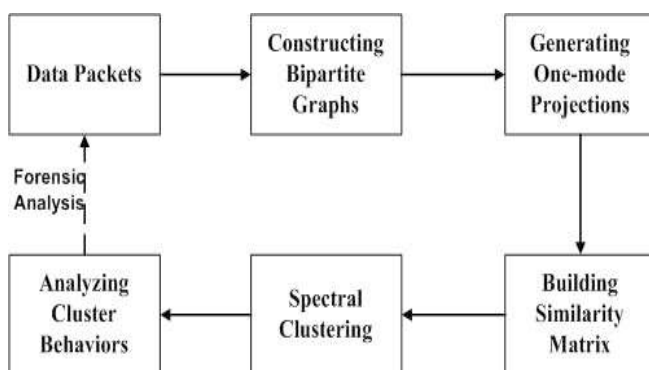 Data Packets
Constructing
Bipartite
Graphs
Generating
One-mode
Projections
Forensic
Analysis
Analyzing
Cluster
Behaviors
Spectral
Clustering
Building
Similarity
Matrix